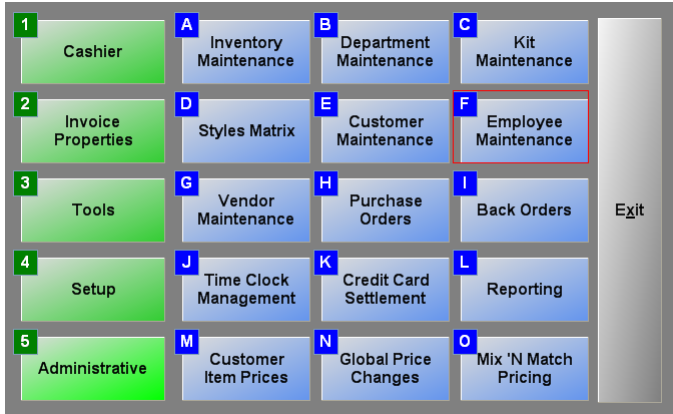 1
Cashier
A
Inventory
Maintenance
B
Department
Maintenance
C
Kit
Maintenance
2
Invoice
Properties
D
Styles Matrix
E
Customer
Maintenance
F
Employee
Maintenance
3
Tools
G
Vendor
Maintenance
H
Purchase
Orders
I
Back Orders
Exit
4
Setup
J
Time Clock
Management
K
Credit Card
Settlement
L
Reporting
5
Administrative
M
Customer
Item Prices
N
Global Price
Changes
O
Mix 'N Match
Pricing